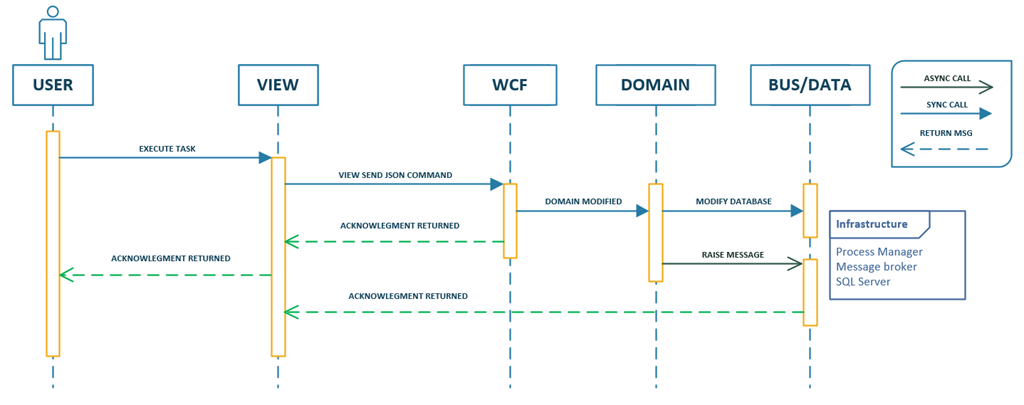 USER
VIEW
WCF
DOMAIN
BUS/DATA
ASYNC CALL
SYNC CALL
RETURN MSG
EXECUTE TASK
VIEW SEND JSON COMMAND
DOMAIN MODIFIED
MODIFY DATABASE
ACKNOWLEGMENT RETURNED
RAISE MESSAGE
ACKNOWLEGMENT RETURNED
ACKNOWLEGMENT RETURNED
Infrastructure
Process Manager
Message broker
SQL Server